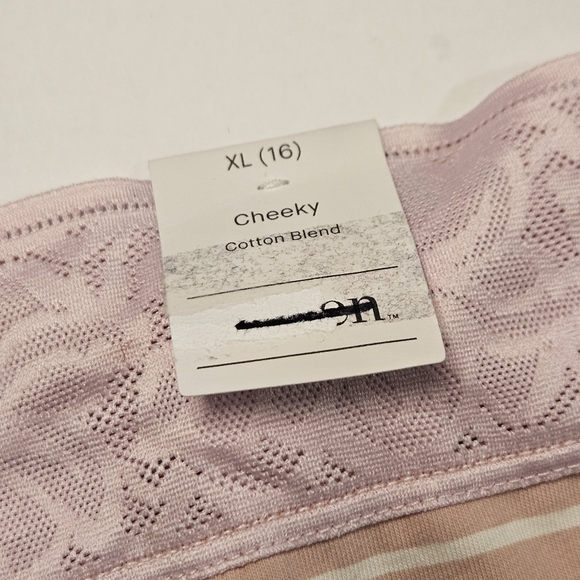 XL (16)
Cheeky
Cotton Blend